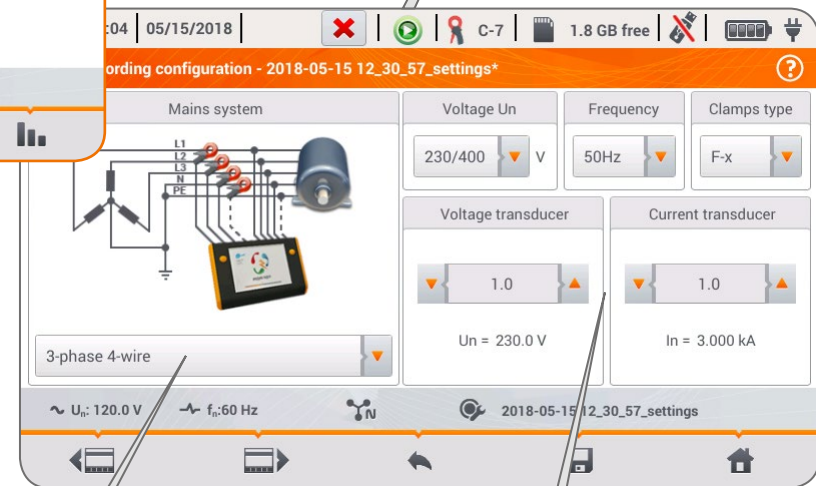 :04 05/15/2018 C-7 1.8 GB free
ording configuration - 2018-05-15 12_30_57_settings* ?
Mains system
L1
L2
L3
N
PE
3-phase 4-wire
Voltage Un
230/400 V
Frequency
50Hz
Clamps type
F-x
Voltage transducer
1.0
Un = 230.0 V
Current transducer
1.0
In = 3.000 kA
Un: 120.0 V fn:60 Hz N 2018-05-15 12_30_57_settings